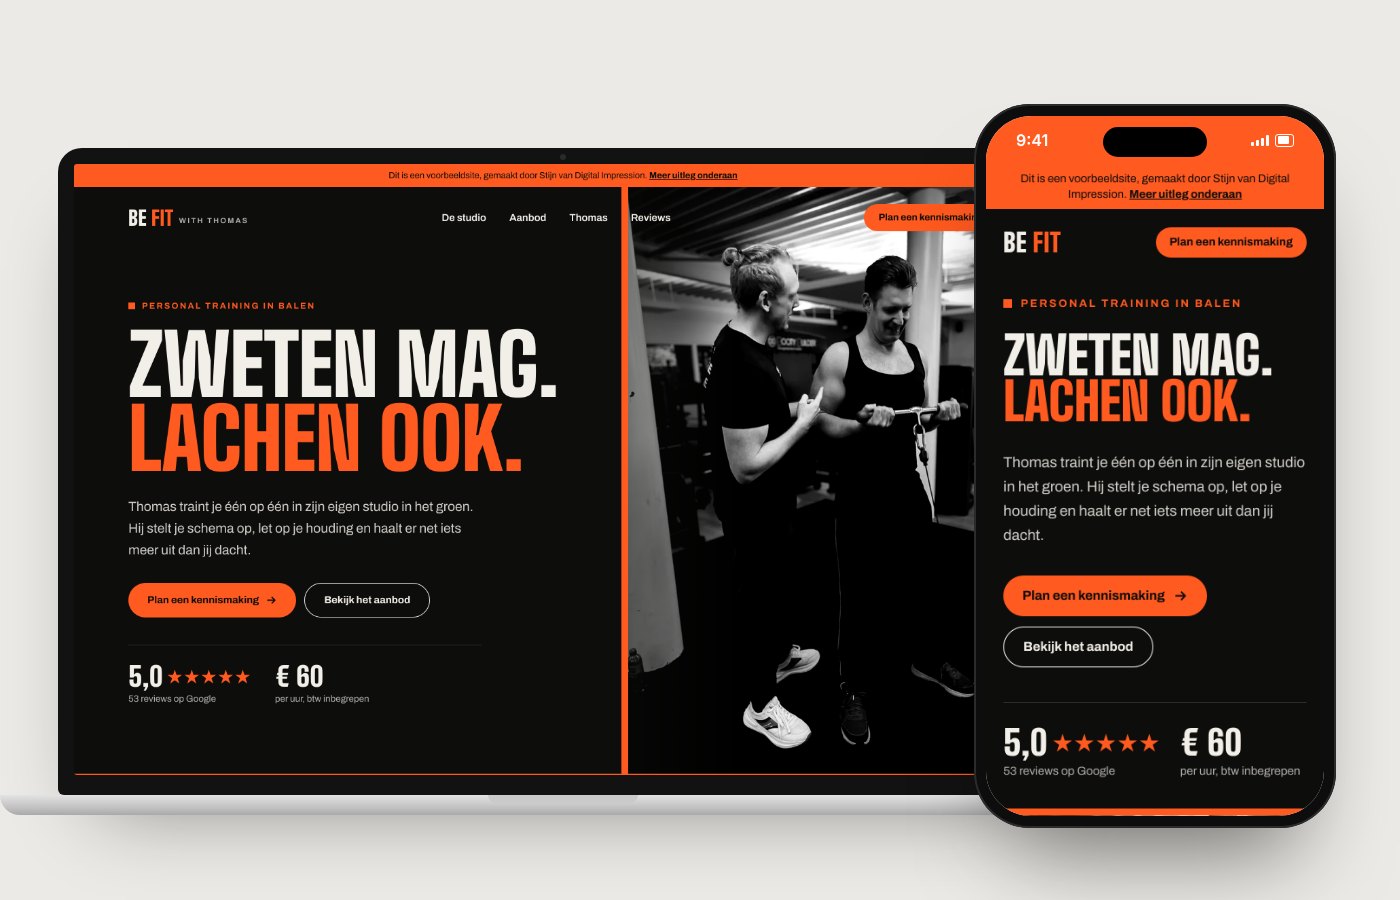 Dit is een voorbeeldsite, gemaakt door Stijn van Digital Impression. Meer uitleg onderaan
BE FIT WITH THOMAS
De studio Aanbod Thomas Reviews
Plan een kennismakin
PERSONAL TRAINING IN BALEN
ZWETEN MAG.
LACHEN OOK.
Thomas traint je één op één in zijn eigen studio in het groen.
Hij stelt je schema op, let op je houding en haalt er net iets
meer uit dan jij dacht.
Plan een kennismaking →
Bekijk het aanbod
5,0 ★★★★★
53 reviews op Google
€ 60
per uur, btw inbegrepen
9:41
Dit is een voorbeeldsite, gemaakt door Stijn van Digital
Impression. Meer uitleg onderaan
BE FIT
Plan een kennismaking
PERSONAL TRAINING IN BALEN
ZWETEN MAG.
LACHEN OOK.
Thomas traint je één op één in zijn eigen studio
in het groen. Hij stelt je schema op, let op je
houding en haalt er net iets meer uit dan jij
dacht.
Plan een kennismaking →
Bekijk het aanbod
5,0 ★★★★★
53 reviews op Google
€ 60
per uur, btw inbegrepen